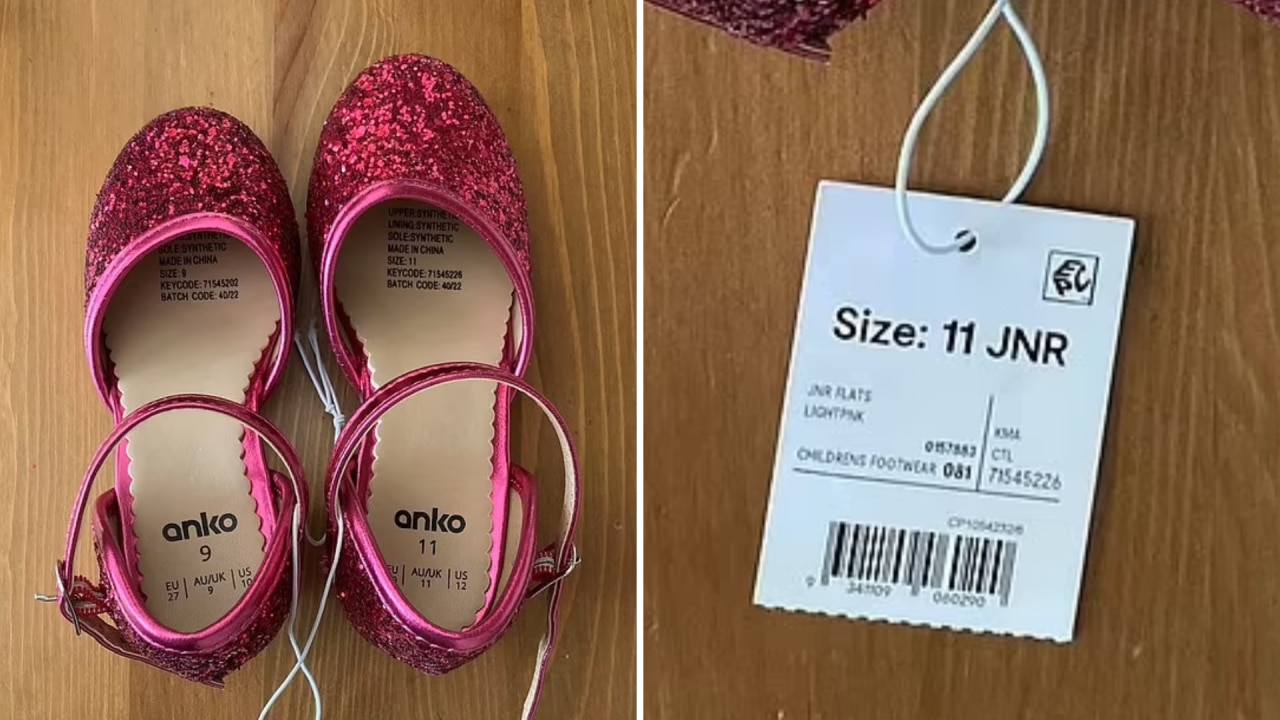 SOLE:SYNTHETIC
MADE IN CHINA
SIZE: 9
KEYCODE: 71545202
BATCH CODE: 40/22
anko
9
EU 27 | AU/UK 9 | US 10
UPPER:SYNTHETIC
LINING:SYNTHETIC
SOLE:SYNTHETIC
MADE IN CHINA
SIZE: 11
KEYCODE: 71545226
BATCH CODE: 40/22
anko
11
AU/UK 11 | US 12
Size: 11 JNR
JNR FLATS
LIGHTPNK
0157883
CHILDRENS FOOTWEAR 081
KMA
CTL
71545226
9 341109 060290